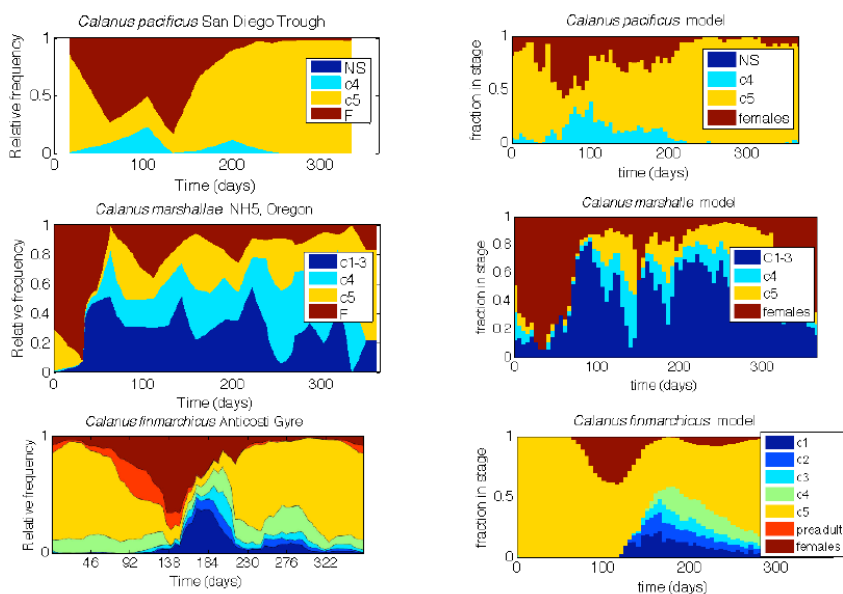 Calanus pacificus San Diego Trough
Relative frequency
1
0.5
0
NS
c4
c5
F
0 100 200 300
Time (days)
Calanus pacificus model
fraction in stage
1
0.5
0
NS
c4
c5
females
0 100 200 300
time (days)
Calanus marshallae NH5, Oregon
Relative frequency
1
0.8
0.6
0.4
0.2
0
c1-3
c4
c5
F
0 100 200 300
Time (days)
Calanus marshalle model
fraction in stage
1
0.8
0.6
0.4
0.2
0
C1-3
c4
c5
females
0 100 200 300
time (days)
Calanus finmarchicus Anticosti Gyre
Relative frequency
1
0.5
0
46 92 138 184 230 276 322
Time (days)
Calanus finmarchicus model
fraction in stage
1
0.5
0
c1
c2
c3
c4
c5
preadult
females
0 100 200 300
time (days)